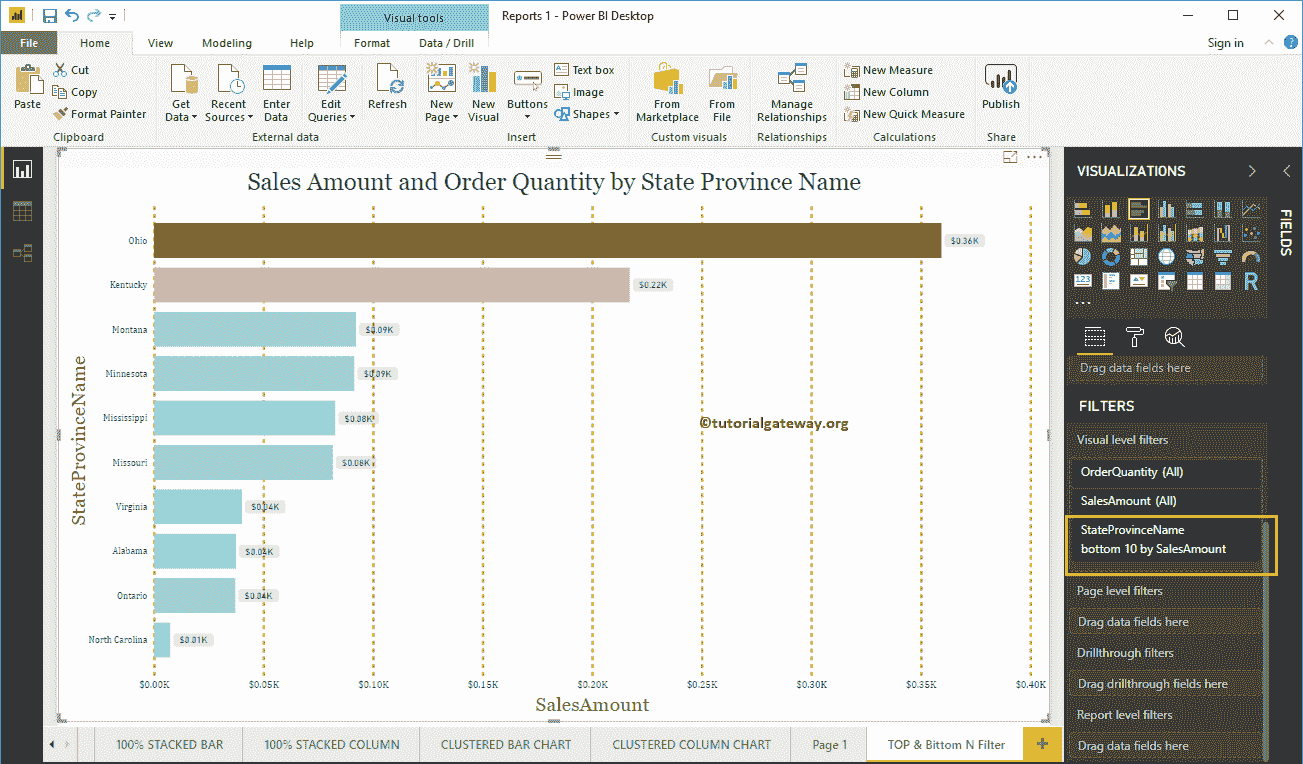 Visual tools
Reports 1 - Power BI Desktop
File
Home
View
Modeling
Help
Format
Data / Drill
Sign in
?
Paste
Cut
Copy
Format Painter
Clipboard
Get Data
Recent Sources
Enter Data
Edit Queries
External data
Refresh
New Page
New Visual
Buttons
Text box
Image
Shapes
Insert
From Marketplace
From File
Custom visuals
Manage Relationships
Relationships
New Measure
New Column
New Quick Measure
Calculations
Publish
Share
Sales Amount and Order Quantity by State Province Name
StateProvinceName
Ohio $0.36K
Kentucky $0.22K
Montana $0.09K
Minnesota $0.09K
Mississippi $0.08K
Missouri $0.08K
Virginia $0.04K
Alabama $0.04K
Ontario $0.04K
North Carolina $0.01K
©tutorialgateway.org
$0.00K $0.05K $0.10K $0.15K $0.20K $0.25K $0.30K $0.35K $0.40K
SalesAmount
VISUALIZATIONS
FIELDS
123
R
Drag data fields here
FILTERS
Visual level filters
OrderQuantity (All)
SalesAmount (All)
StateProvinceName
bottom 10 by SalesAmount
Page level filters
Drag data fields here
Drillthrough filters
Drag drillthrough fields here
Report level filters
Drag data fields here
100% STACKED BAR
100% STACKED COLUMN
CLUSTERED BAR CHART
CLUSTERED COLUMN CHART
Page 1
TOP & Bittom N Filter
+